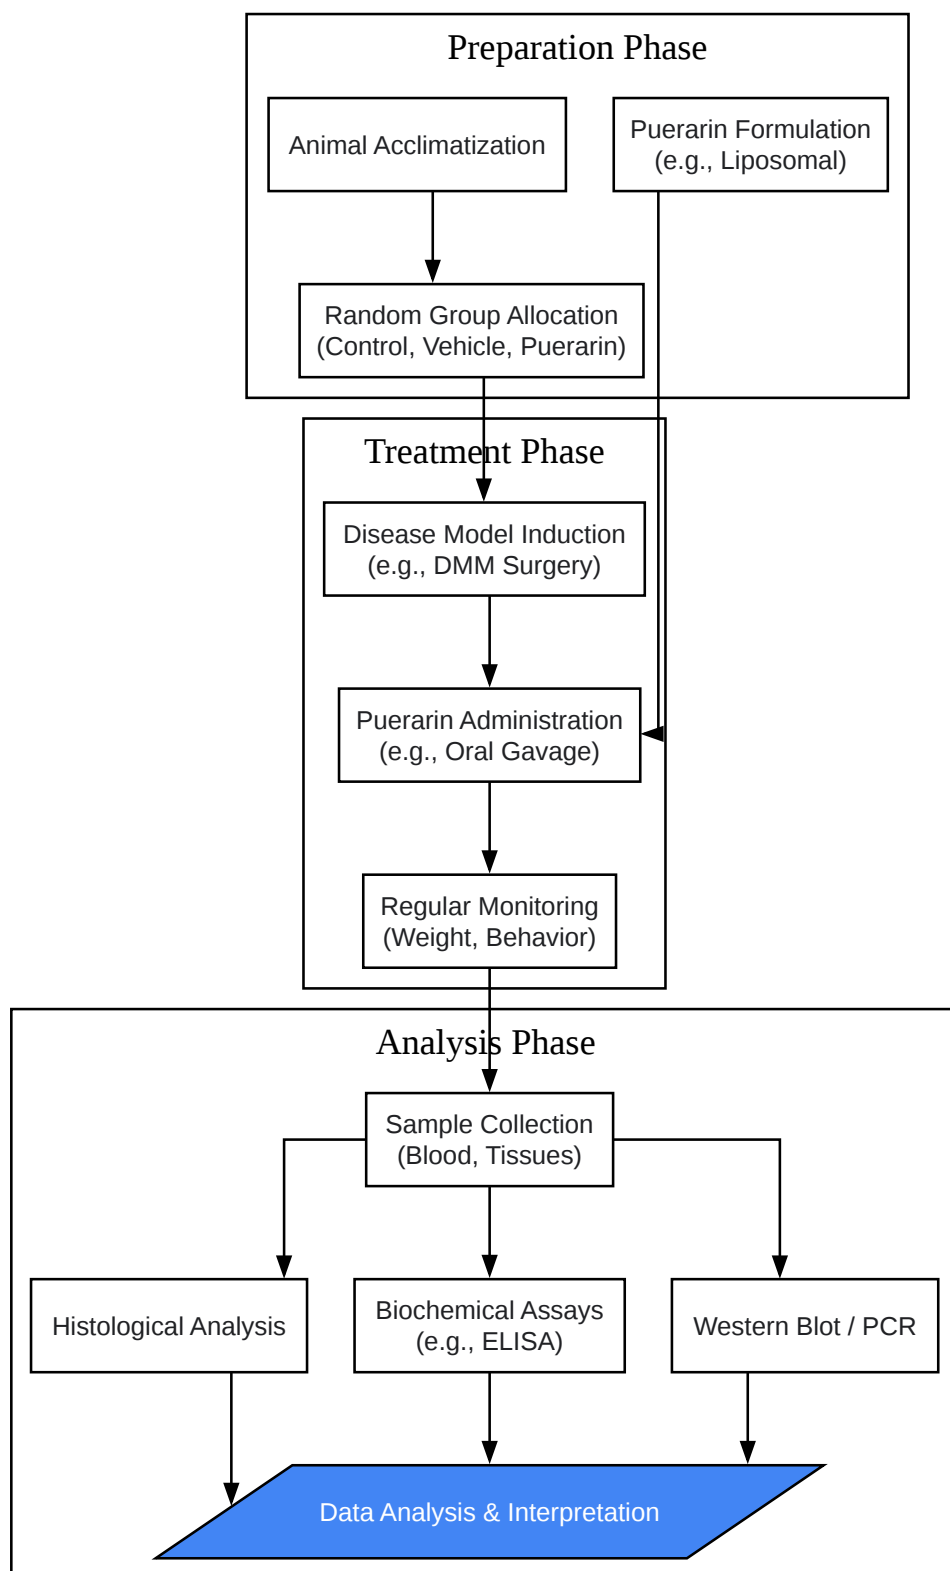 Preparation Phase
Animal Acclimatization
Puerarin Formulation
(e.g., Liposomal)
Random Group Allocation
(Control, Vehicle, Puerarin)
Treatment Phase
Disease Model Induction
(e.g., DMM Surgery)
Puerarin Administration
(e.g., Oral Gavage)
Regular Monitoring
(Weight, Behavior)
Analysis Phase
Sample Collection
(Blood, Tissues)
Histological Analysis
Biochemical Assays
(e.g., ELISA)
Western Blot / PCR
Data Analysis & Interpretation